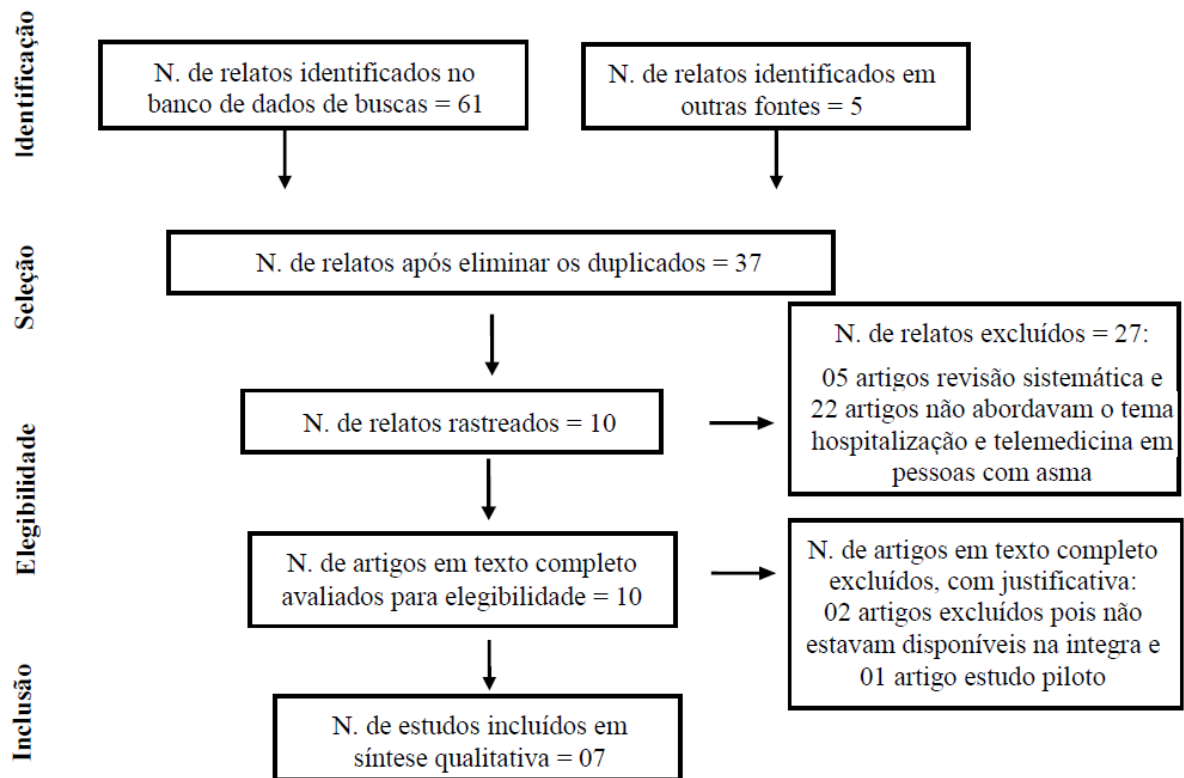 Identificação
N. de relatos identificados no
banco de dados de buscas = 61
N. de relatos identificados em
outras fontes = 5
Seleção
N. de relatos após eliminar os duplicados = 37
N. de relatos excluídos = 27:
05 artigos revisão sistemática e
22 artigos não abordavam o tema
hospitalização e telemedicina em
pessoas com asma
Elegibilidade
N. de relatos rastreados = 10
N. de artigos em texto completo
avaliados para elegibilidade = 10
N. de artigos em texto completo
excluídos, com justificativa:
02 artigos excluídos pois não
estavam disponíveis na integra e
01 artigo estudo piloto
Inclusão
N. de estudos incluídos em
síntese qualitativa = 07